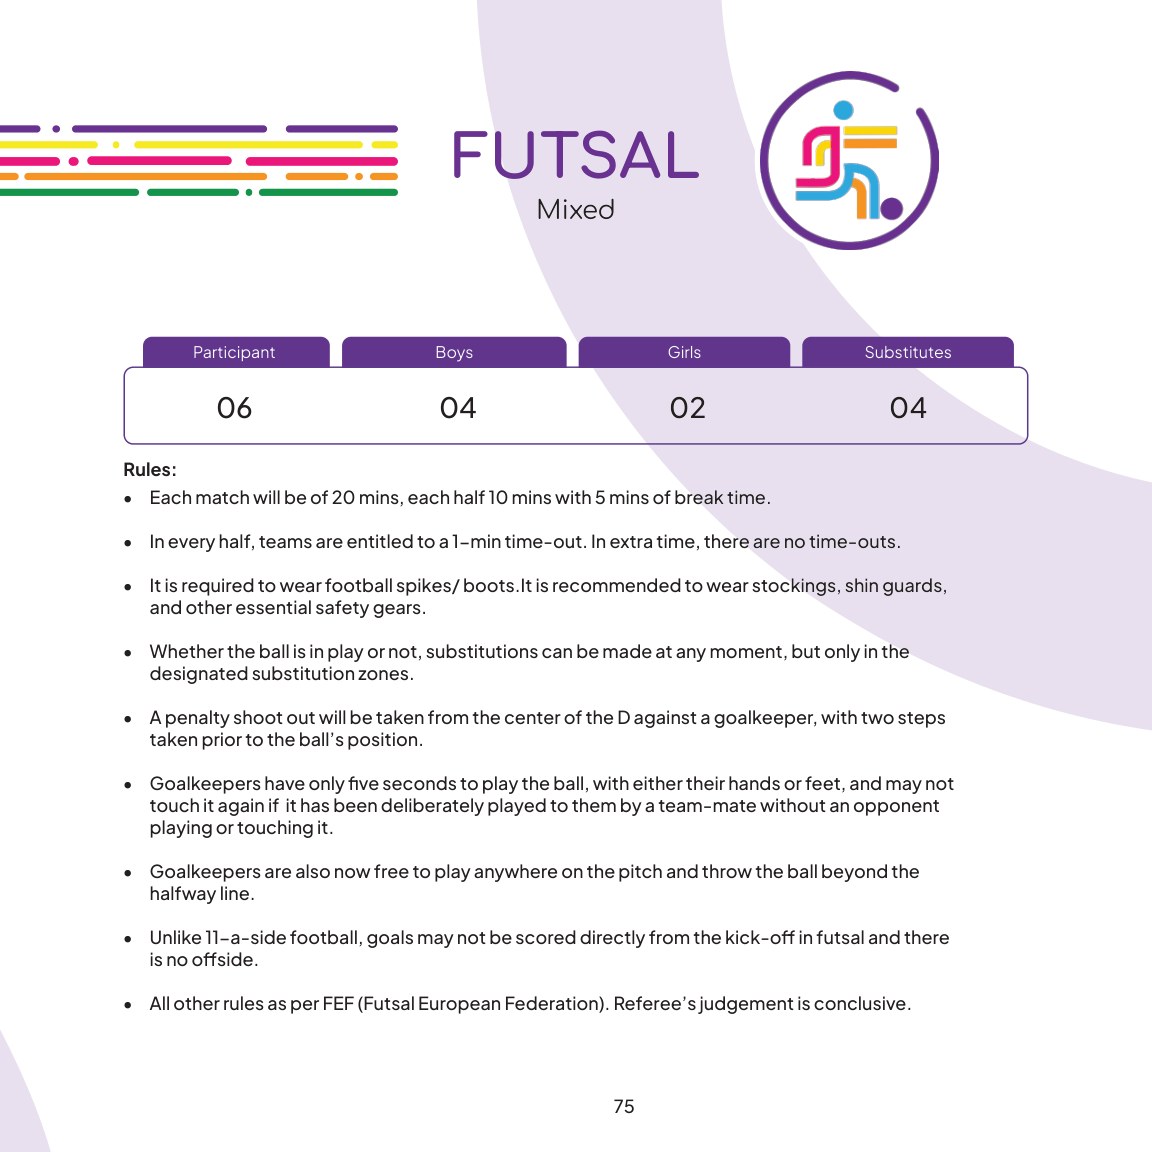 FUTSAL
Mixed
Participant Boys Girls Substitutes
06 04 02 04
Rules:
• Each match will be of 20 mins, each half 10 mins with 5 mins of break time.
• In every half, teams are entitled to a 1-min time-out. In extra time, there are no time-outs.
• It is required to wear football spikes/ boots.It is recommended to wear stockings, shin guards,
and other essential safety gears.
• Whether the ball is in play or not, substitutions can be made at any moment, but only in the
designated substitution zones.
• A penalty shoot out will be taken from the center of the D against a goalkeeper, with two steps
taken prior to the ball’s position.
• Goalkeepers have only five seconds to play the ball, with either their hands or feet, and may not
touch it again if it has been deliberately played to them by a team-mate without an opponent
playing or touching it.
• Goalkeepers are also now free to play anywhere on the pitch and throw the ball beyond the
halfway line.
• Unlike 11-a-side football, goals may not be scored directly from the kick-off in futsal and there
is no offside.
• All other rules as per FEF (Futsal European Federation). Referee’s judgement is conclusive.
75